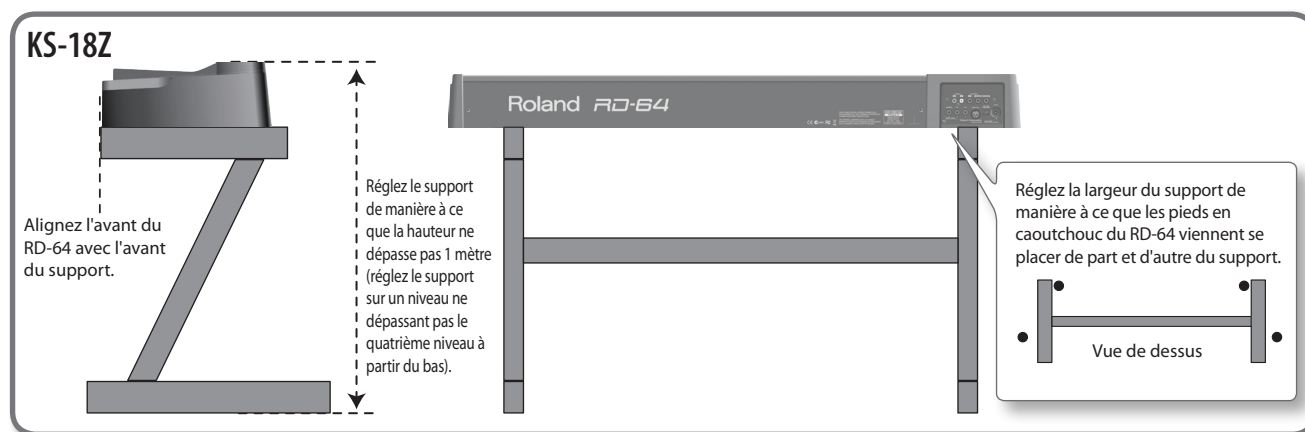 KS-18Z
Alignez l'avant du
RD-64 avec l'avant
du support.
Réglez le support
de manière à ce
que la hauteur ne
dépasse pas 1 mètre
(réglez le support
sur un niveau ne
dépassant pas le
quatrième niveau à
partir du bas).
Roland RD-64
Réglez la largeur du support de
manière à ce que les pieds en
caoutchouc du RD-64 viennent se
placer de part et d'autre du support.
Vue de dessus